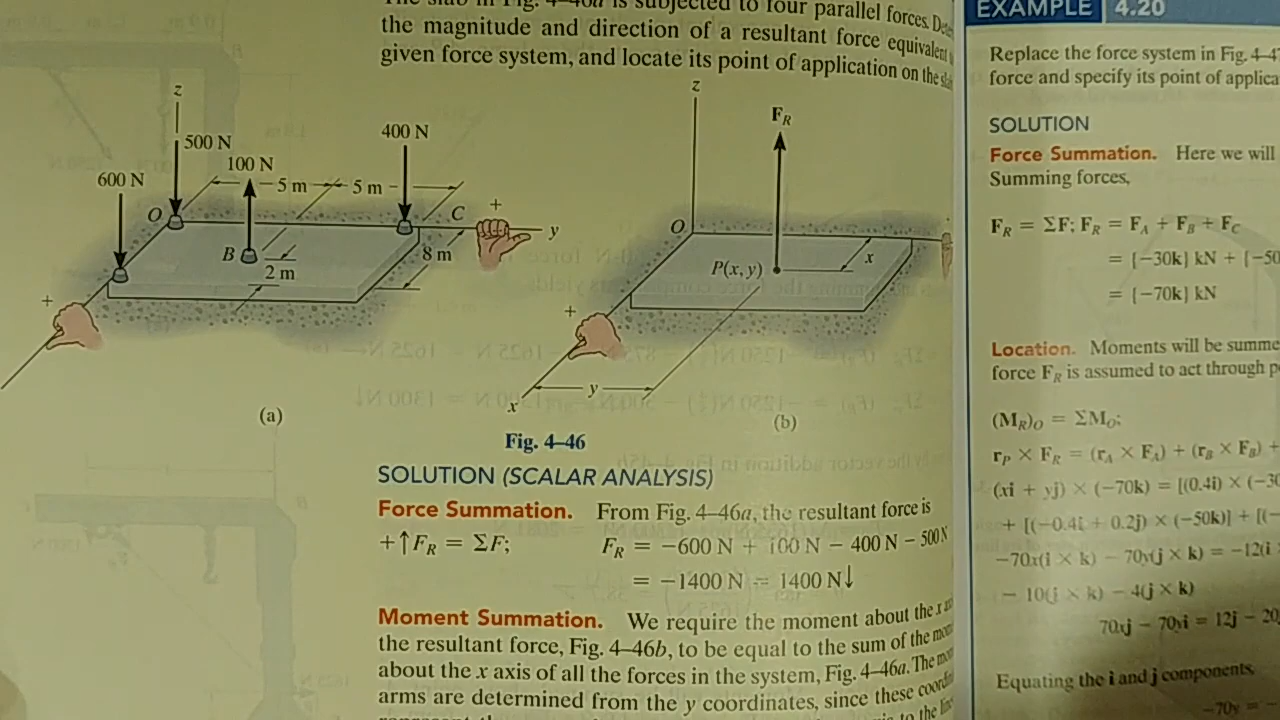 The slab in Fig. 4–46a is subjected to four parallel forces.
the magnitude and direction of a resultant force equivalent
given force system, and locate its point of application on the
z
500 N
400 N
100 N
600 N
5 m
5 m
O
C
+
y
B
8 m
2 m
+
(a)
z
F_R
O
x
P(x, y)
+
y
x
(b)
Fig. 4–46
SOLUTION (SCALAR ANALYSIS)
Force Summation. From Fig. 4–46a, the resultant force is
+↑F_R = ΣF; F_R = −600 N + 100 N − 400 N − 500 N
= −1400 N = 1400 N↓
Moment Summation. We require the moment about the x
the resultant force, Fig. 4–46b, to be equal to the sum of the
about the x axis of all the forces in the system, Fig. 4–46a. The
arms are determined from the y coordinates, since these
to the
EXAMPLE 4.20
Replace the force system in Fig.
force and specify its point of
SOLUTION
Force Summation. Here we will
Summing forces,
F_R = ΣF; F_R = F_A + F_B + F_C
= {−30k} kN +
= {−70k} kN
Location. Moments will be
force F_R is assumed to act through
(M_R)_O = ΣM_O;
r_P × F_R = (r_A × F_A) + (r_B × F_B) +
(xi + yj) × (−70k) = [(0.4i) ×
+ [(−0.4i + 0.2j) × (−50k)] +
−70x(i × k) − 70y(j × k) =
− 10(j × k) − 4(j × k)
70xj − 70yi = 12j −
Equating the i and j components,
−70y =